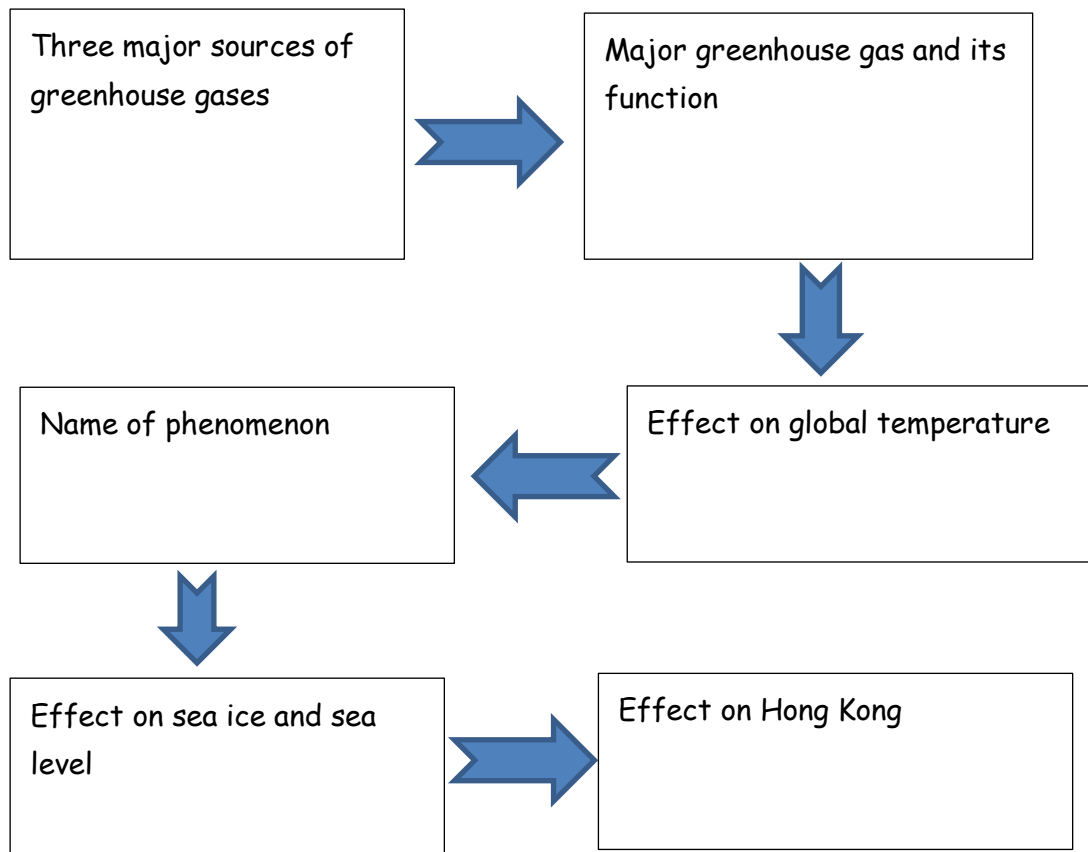 Three major sources of
greenhouse gases
Major greenhouse gas and its
function
Effect on global temperature
Name of phenomenon
Effect on sea ice and sea
level
Effect on Hong Kong